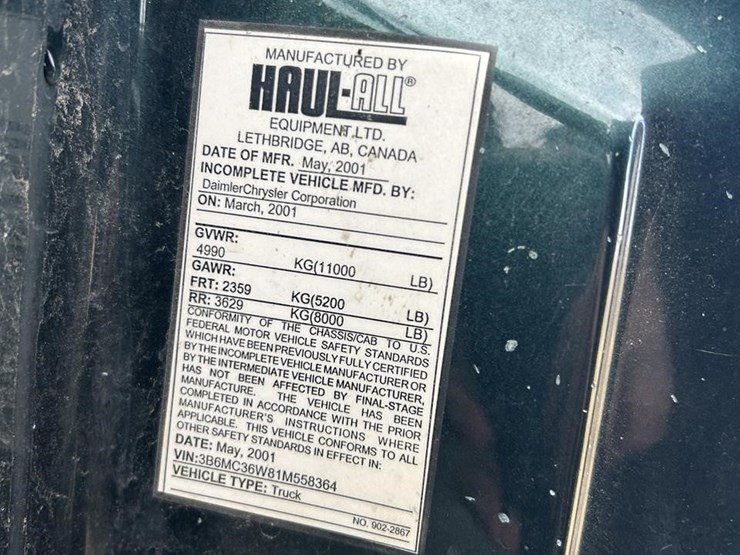 MANUFACTURED BY
HAUL-ALL®
EQUIPMENT LTD.
LETHBRIDGE, AB, CANADA
DATE OF MFR. May, 2001
INCOMPLETE VEHICLE MFD. BY:
DaimlerChrysler Corporation
ON: March, 2001
GVWR:
4990 KG(11000 LB)
GAWR:
FRT: 2359 KG(5200 LB)
RR: 3629 KG(8000 LB)
CONFORMITY OF THE CHASSIS/CAB TO U.S.
FEDERAL MOTOR VEHICLE SAFETY STANDARDS
WHICH HAVE BEEN PREVIOUSLY FULLY CERTIFIED
BY THE INCOMPLETE VEHICLE MANUFACTURER OR
BY THE INTERMEDIATE VEHICLE MANUFACTURER,
HAS NOT BEEN AFFECTED BY FINAL-STAGE
MANUFACTURE. THE VEHICLE HAS BEEN
COMPLETED IN ACCORDANCE WITH THE PRIOR
MANUFACTURER'S INSTRUCTIONS WHERE
APPLICABLE. THIS VEHICLE CONFORMS TO ALL
OTHER SAFETY STANDARDS IN EFFECT IN:
DATE: May, 2001
VIN:3B6MC36W81M558364
VEHICLE TYPE: Truck
NO. 902-2867